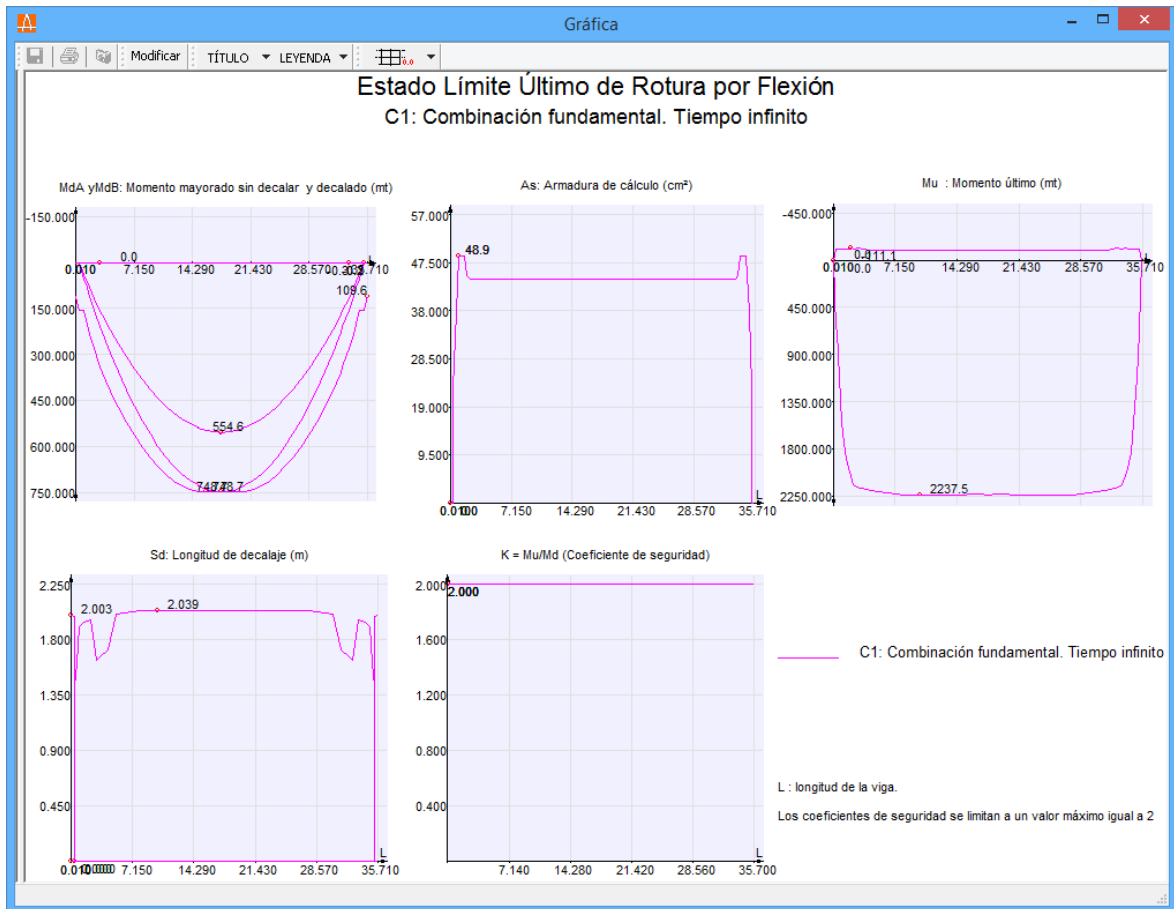 Gráfica
Modificar TÍTULO LEYENDA 0.0
Estado Límite Último de Rotura por Flexión
C1: Combinación fundamental. Tiempo infinito
MdA yMdB: Momento mayorado sin decalar y decalado (mt)
-150.000
0.0
L
0.010 7.150 14.290 21.430 28.570 35.710
109.6
150.000
300.000
450.000
554.6
600.000
748.7
750.000
As: Armadura de cálculo (cm²)
57.000
48.9
47.500
38.000
28.500
19.000
9.500
L
7.150 14.290 21.430 28.570 35.710
Mu : Momento último (mt)
-450.000
L
7.150 14.290 21.430 28.570 35.710
450.000
900.000
1350.000
1800.000
2237.5
2250.000
Sd: Longitud de decalaje (m)
2.250
2.003 2.039
1.800
1.350
0.900
0.450
L
7.150 14.290 21.430 28.570 35.710
K = Mu/Md (Coeficiente de seguridad)
2.000 2.000
1.600
1.200
0.800
0.400
L
7.140 14.280 21.420 28.560 35.700
C1: Combinación fundamental. Tiempo infinito
L : longitud de la viga.
Los coeficientes de seguridad se limitan a un valor máximo igual a 2